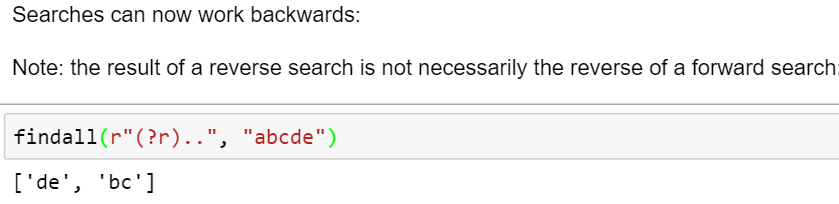 Searches can now work backwards:
Note: the result of a reverse search is not necessarily the reverse of a forward search:
findall(r"(?r)..", "abcde")
['de', 'bc']